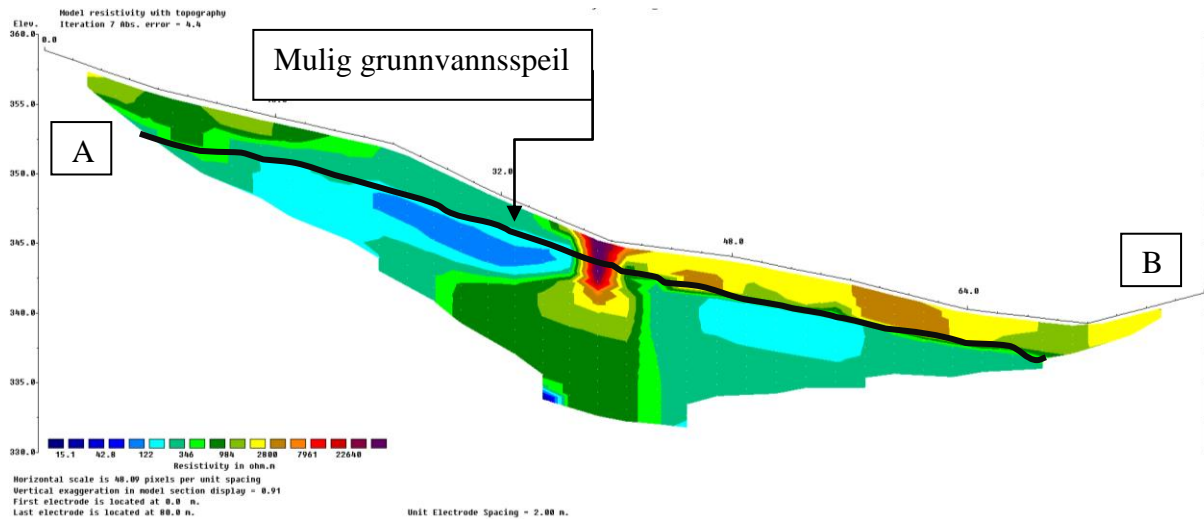 Model resistivity with topography
Elev. Iteration 7 Abs. error = 4.4
360.0
0.0
Mulig grunnvannsspeil
355.0
A
350.0
32.0
345.0
48.0
B
64.0
340.0
335.0
330.0
15.1 42.8 122 346 984 2800 7961 22640
Resistivity in ohm.m
Horizontal scale is 48.09 pixels per unit spacing
Vertical exaggeration in model section display = 0.91
First electrode is located at 0.0 m.
Last electrode is located at 80.0 m. Unit Electrode Spacing = 2.00 m.